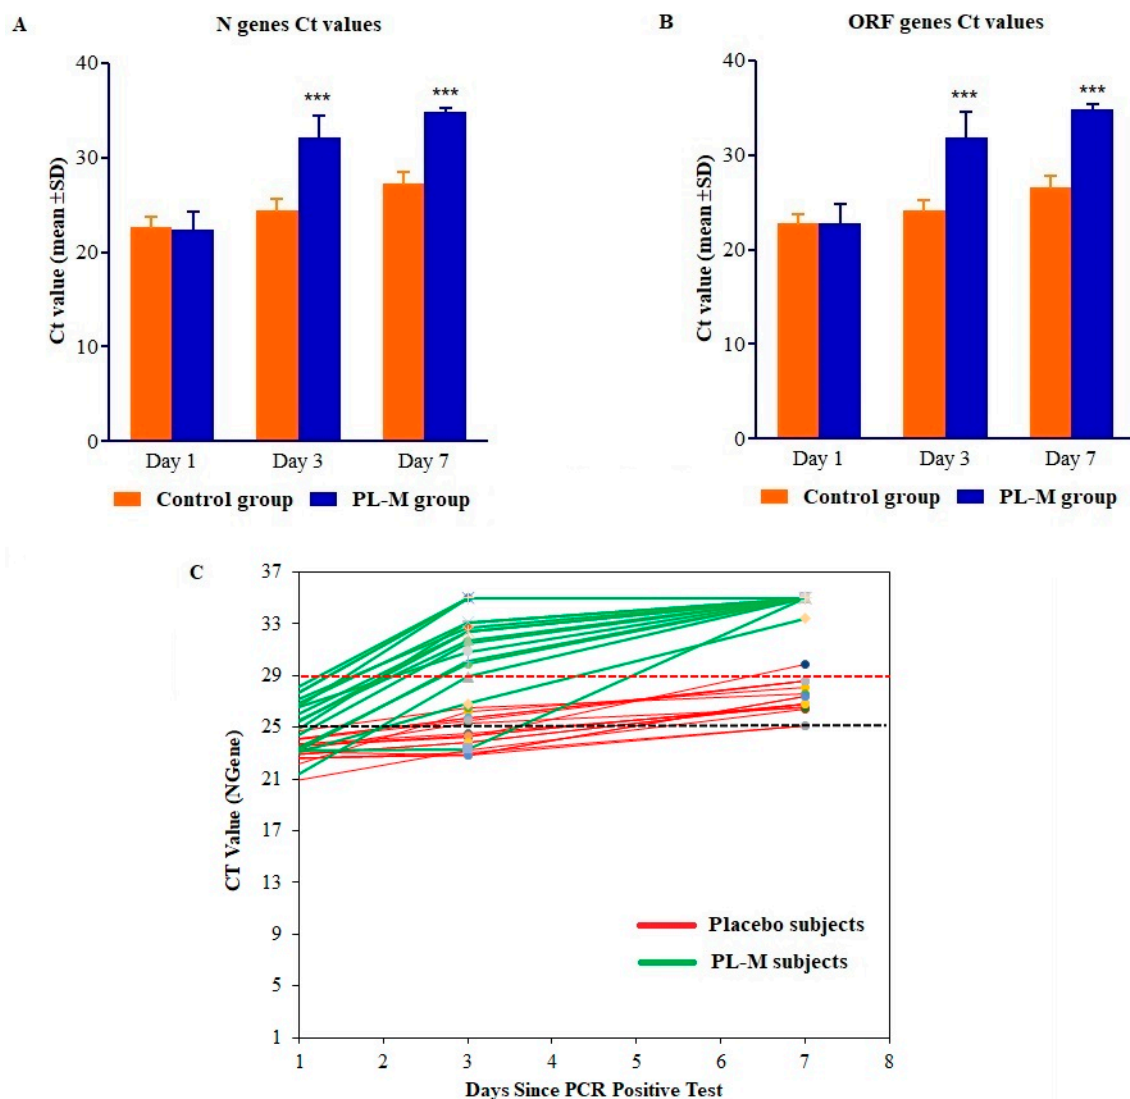 A
N genes Ct values
40
30
20
10
0
Ct value (mean ±SD)
***
***
Day 1
Day 3
Day 7
Control group
PL-M group
B
ORF genes Ct values
40
30
20
10
0
Ct value (mean ±SD)
***
***
Day 1
Day 3
Day 7
Control group
PL-M group
C
37
33
29
25
21
17
13
9
5
1
CT Value (NGene)
Placebo subjects
PL-M subjects
1 2 3 4 5 6 7 8
Days Since PCR Positive Test